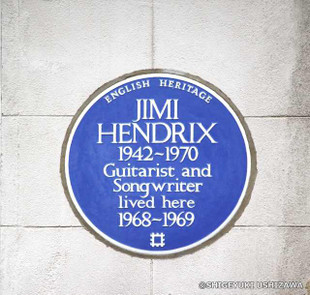 ENGLISH HERITAGE
JIMI
HENDRIX
1942~1970
Guitarist and
Songwriter
lived here
1968~1969
©SHIGEYUKI USHIZAWA